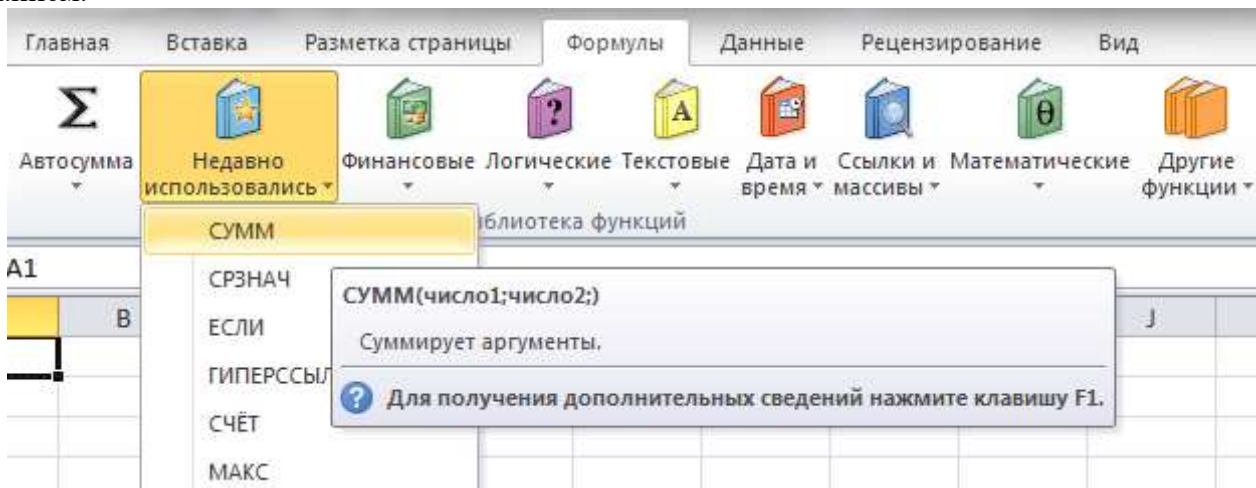 Главная Вставка Разметка страницы Формулы Данные Рецензирование Вид
Σ ? A θ
Автосумма Недавно использовались Финансовые Логические Текстовые Дата и время Ссылки и массивы Математические Другие функции
функций
СУММ
A1
СРЗНАЧ
СУММ(число1;число2;)
B J
ЕСЛИ
Суммирует аргументы.
Для получения дополнительных сведений нажмите клавишу F1.
СЧЁТ
МАКС